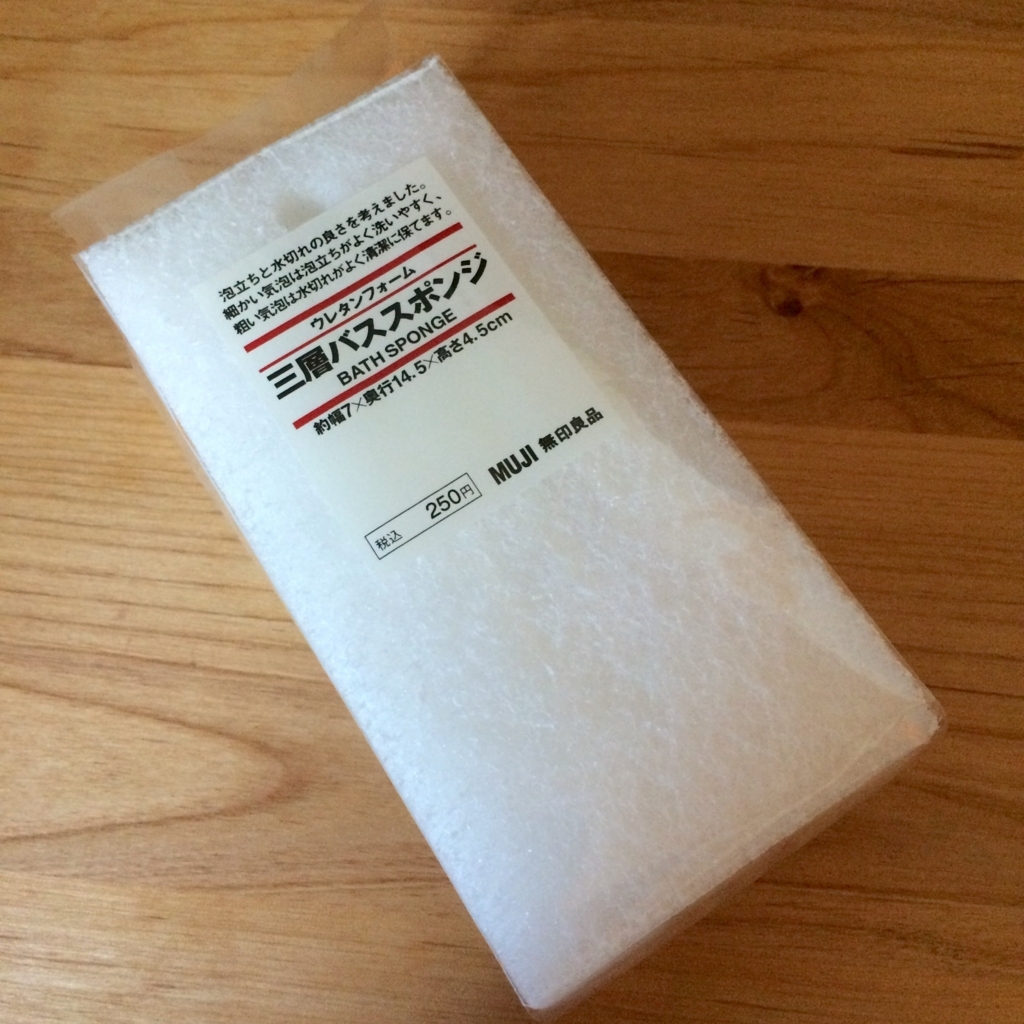 泡立ちと水切れの良さを考えました。
細かい気泡は泡立ちがよく洗いやすく、
粗い気泡は水切れがよく清潔に保てます。
ウレタンフォーム
三層バススポンジ
BATH SPONGE
約幅7×奥行14.5×高さ4.5cm
MUJI 無印良品
税込 250円